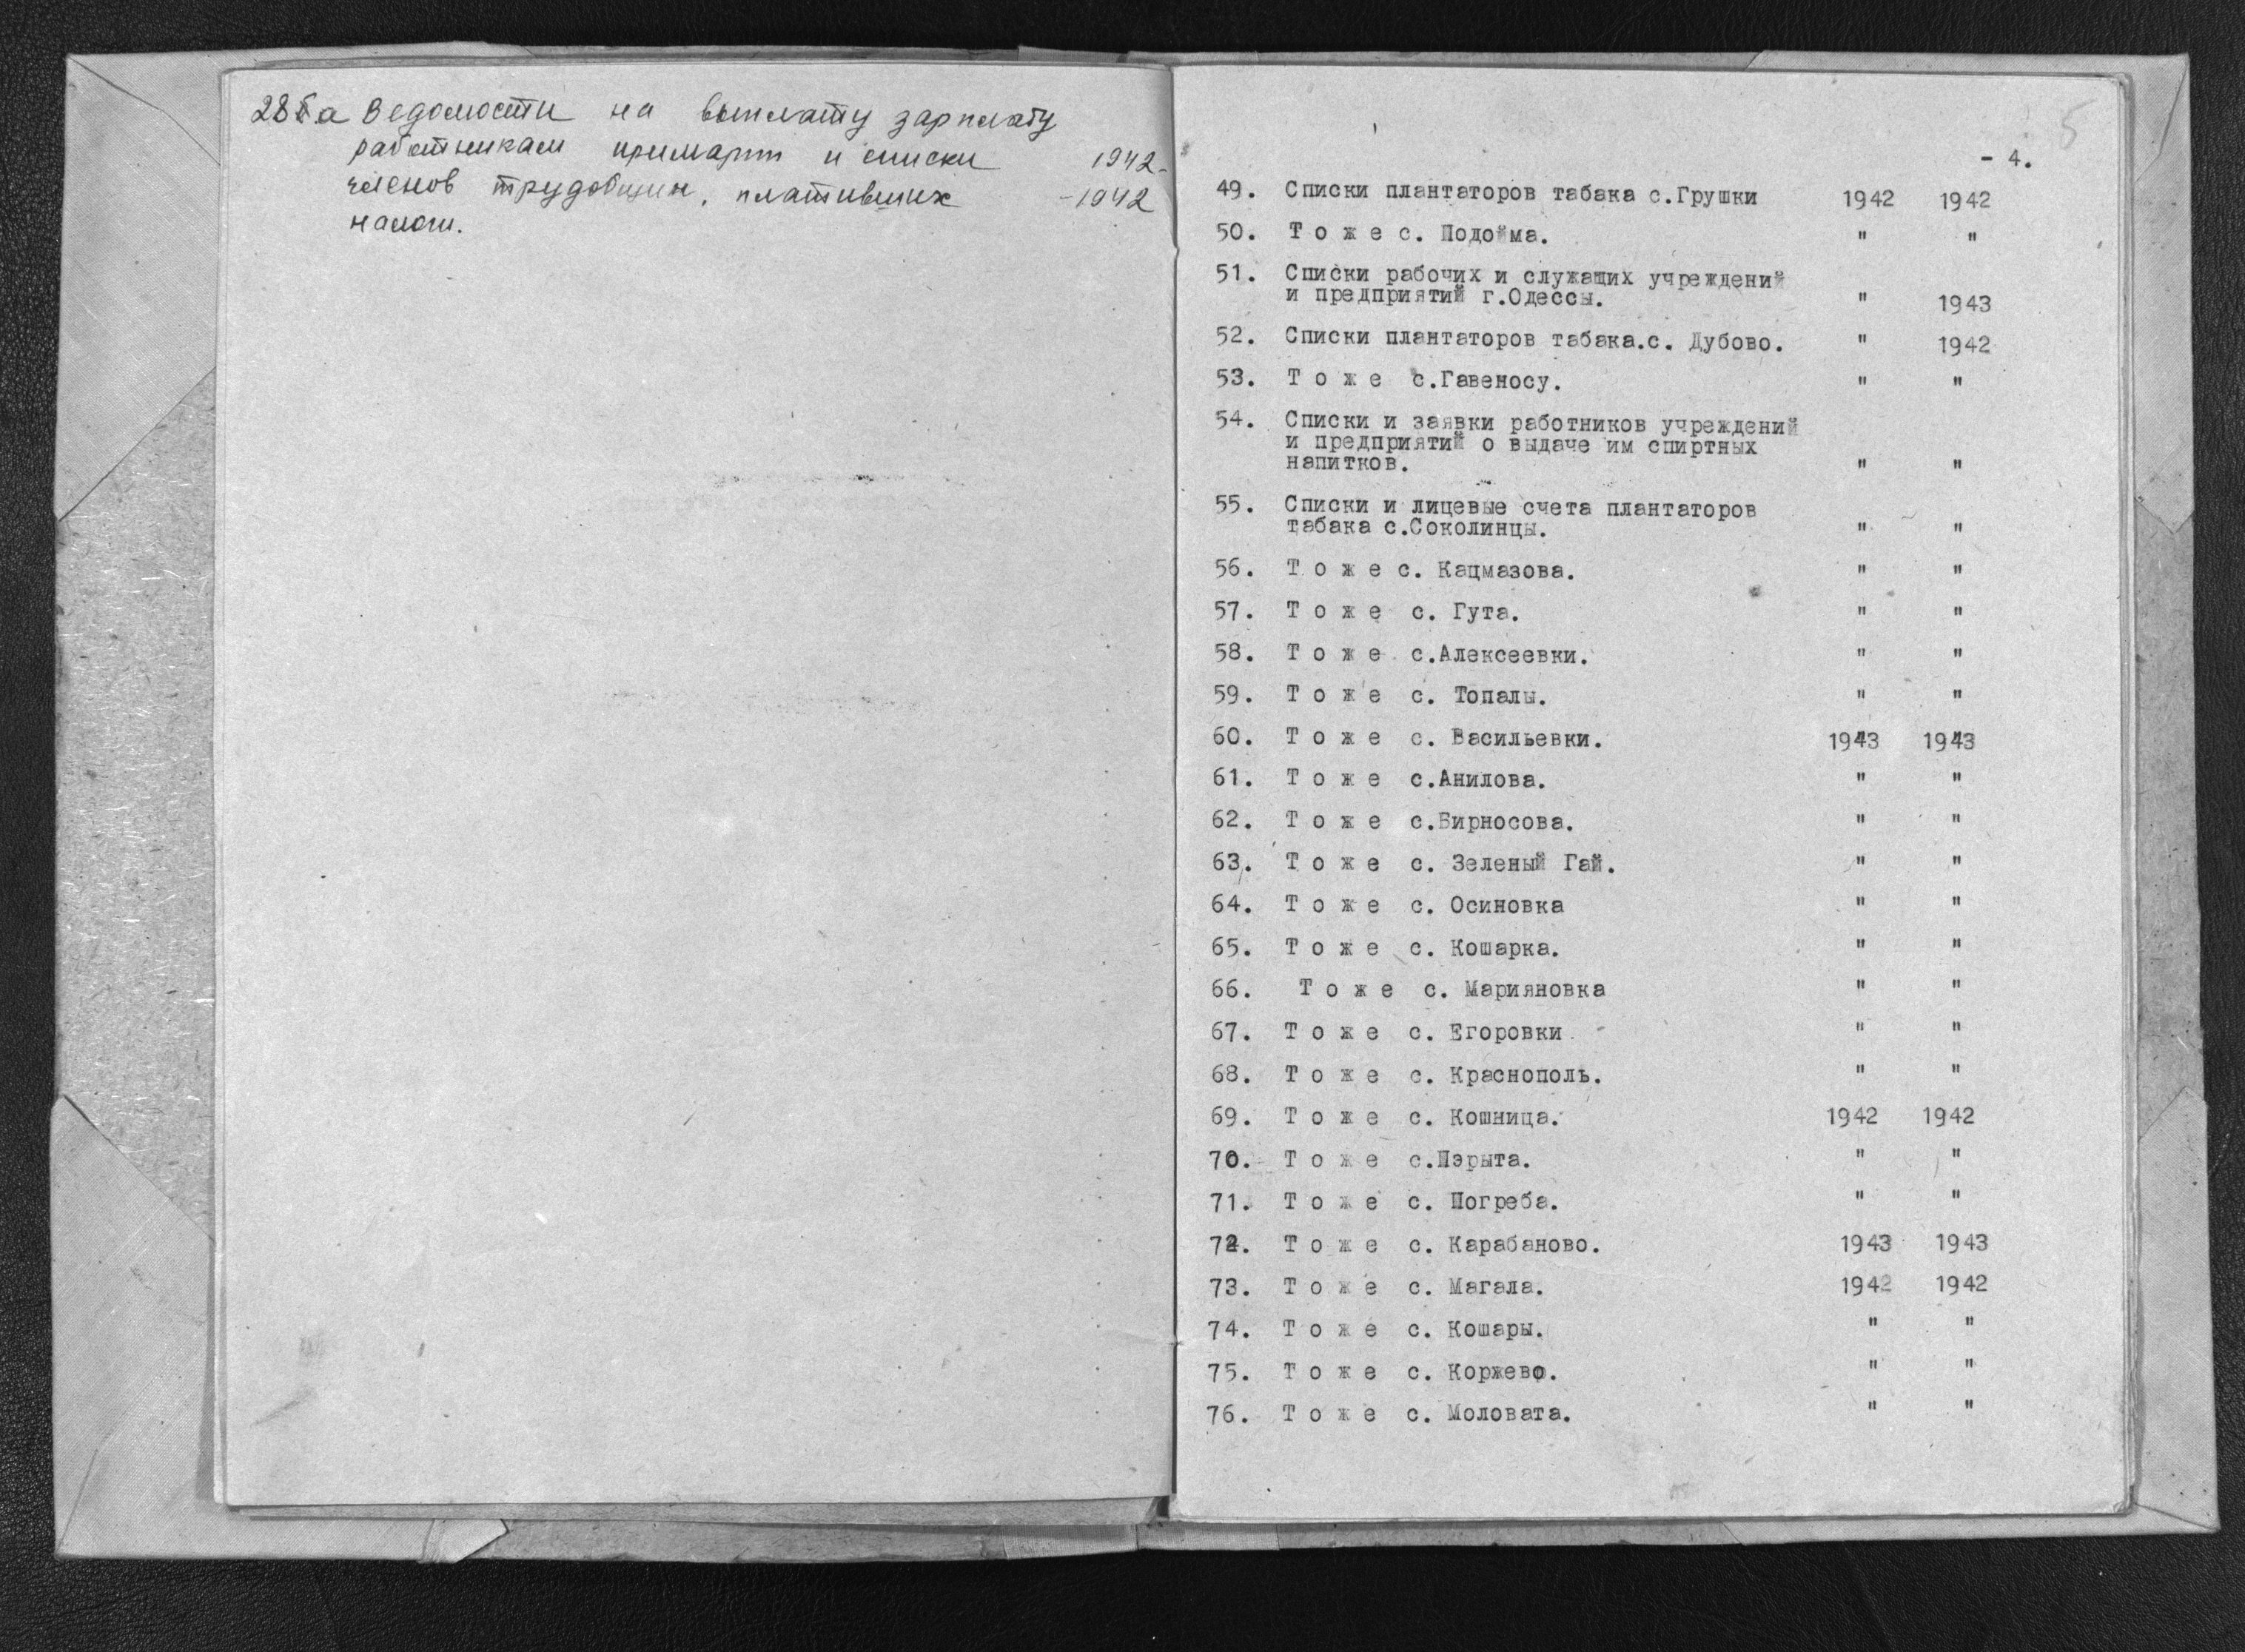 285а Ведомости на выплату зарплату
работникам примарт и списки 1942-
членов трудобщин, плативших -1942
налоги.
5
- 4.
49. Списки плантаторов табака с.Грушки 1942 1942
50. Т о ж е с. Подойма. " "
51. Списки рабочих и служащих учреждений
и предприятий г.Одессы. " 1943
52. Списки плантаторов табака.с. Дубово. " 1942
53. Т о ж е с.Гавеносу. " "
54. Списки и заявки работников учреждений
и предприятий о выдаче им спиртных
напитков. " "
55. Списки и лицевые счета плантаторов
табака с.Соколинцы. " "
56. Т о ж е с. Кацмазова. " "
57. Т о ж е с. Гута. " "
58. Т о ж е с.Алексеевки. " "
59. Т о ж е с. Топалы. " "
60. Т о ж е с. Васильевки. 1943 1943
61. Т о ж е с.Анилова. " "
62. Т о ж е с.Бирносова. " "
63. Т о ж е с. Зеленый Гай. " "
64. Т о ж е с. Осиновка " "
65. Т о ж е с. Кошарка. " "
66. Т о ж е с. Марияновка " "
67. Т о ж е с. Егоровки " "
68. Т о ж е с. Краснополь. " "
69. Т о ж е с. Кошница. 1942 1942
70. Т о ж е с.Пэрыта. " "
71. Т о ж е с. Погреба. " "
72. Т о ж е с. Карабаново. 1943 1943
73. Т о ж е с. Магала. 1942 1942
74. Т о ж е с. Кошары. " "
75. Т о ж е с. Коржево. " "
76. Т о ж е с. Моловата. " "